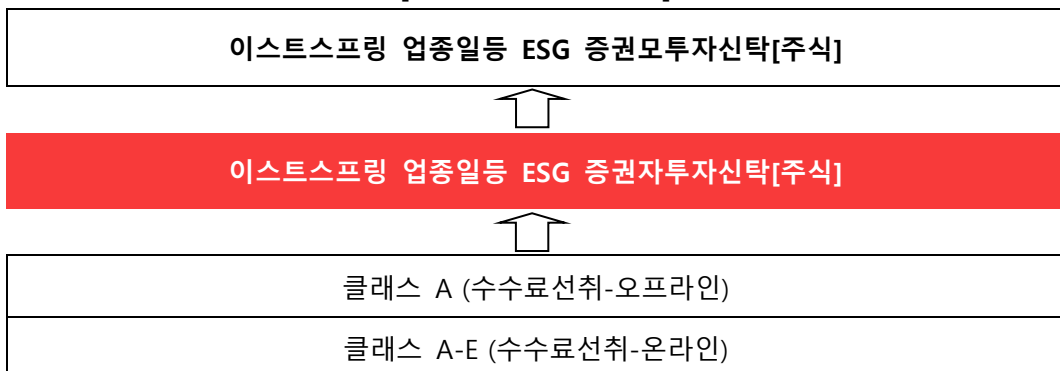 이스트스프링 업종일등 ESG 증권모투자신탁[주식]
이스트스프링 업종일등 ESG 증권자투자신탁[주식]
클래스 A (수수료선취-오프라인)
클래스 A-E (수수료선취-온라인)